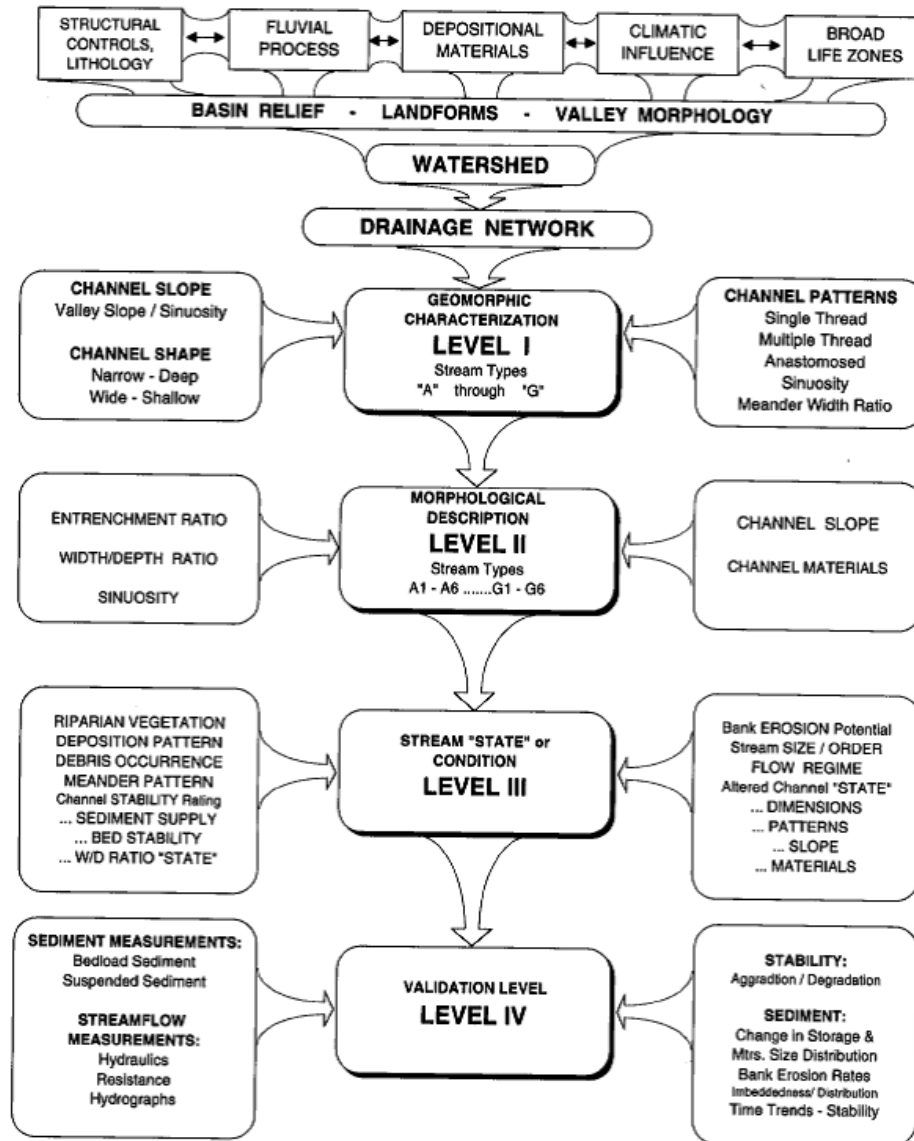 STRUCTURAL
CONTROLS,
LITHOLOGY
FLUVIAL
PROCESS
DEPOSITIONAL
MATERIALS
CLIMATIC
INFLUENCE
BROAD
LIFE ZONES
BASIN RELIEF - LANDFORMS - VALLEY MORPHOLOGY
WATERSHED
DRAINAGE NETWORK
CHANNEL SLOPE
Valley Slope / Sinuosity
CHANNEL SHAPE
Narrow - Deep
Wide - Shallow
GEOMORPHIC
CHARACTERIZATION
LEVEL I
Stream Types
"A" through "G"
CHANNEL PATTERNS
Single Thread
Multiple Thread
Anastomosed
Sinuosity
Meander Width Ratio
ENTRENCHMENT RATIO
WIDTH/DEPTH RATIO
SINUOSITY
MORPHOLOGICAL
DESCRIPTION
LEVEL II
Stream Types
A1 - A6 .......G1 - G6
CHANNEL SLOPE
CHANNEL MATERIALS
RIPARIAN VEGETATION
DEPOSITION PATTERN
DEBRIS OCCURRENCE
MEANDER PATTERN
Channel STABILITY Rating
... SEDIMENT SUPPLY
... BED STABILITY
... W/D RATIO "STATE"
STREAM "STATE" or
CONDITION
LEVEL III
Bank EROSION Potential
Stream SIZE / ORDER
FLOW REGIME
Altered Channel "STATE"
... DIMENSIONS
... PATTERNS
... SLOPE
... MATERIALS
SEDIMENT MEASUREMENTS:
Bedload Sediment
Suspended Sediment
STREAMFLOW
MEASUREMENTS:
Hydraulics
Resistance
Hydrographs
VALIDATION LEVEL
LEVEL IV
STABILITY:
Aggradtion / Degradation
SEDIMENT:
Change in Storage &
Mtrs. Size Distribution
Bank Erosion Rates
Imbeddedness/ Distribution
Time Trends - Stability